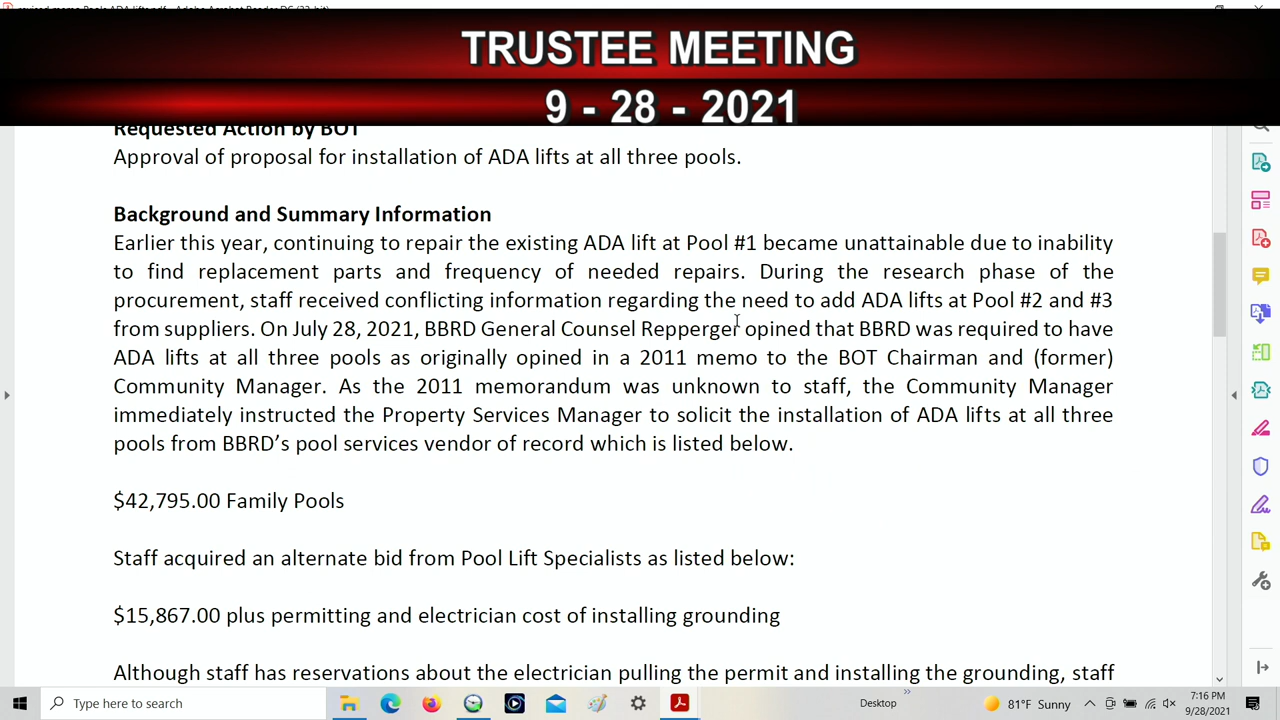 TRUSTEE MEETING
9 - 28 - 2021
Requested Action by BOT
Approval of proposal for installation of ADA lifts at all three pools.
Background and Summary Information
Earlier this year, continuing to repair the existing ADA lift at Pool #1 became unattainable due to inability
to find replacement parts and frequency of needed repairs. During the research phase of the
procurement, staff received conflicting information regarding the need to add ADA lifts at Pool #2 and #3
from suppliers. On July 28, 2021, BBRD General Counsel Repperger opined that BBRD was required to have
ADA lifts at all three pools as originally opined in a 2011 memo to the BOT Chairman and (former)
Community Manager. As the 2011 memorandum was unknown to staff, the Community Manager
immediately instructed the Property Services Manager to solicit the installation of ADA lifts at all three
pools from BBRD’s pool services vendor of record which is listed below.
$42,795.00 Family Pools
Staff acquired an alternate bid from Pool Lift Specialists as listed below:
$15,867.00 plus permitting and electrician cost of installing grounding
Although staff has reservations about the electrician pulling the permit and installing the grounding, staff
Type here to search
Desktop
81°F Sunny
7:16 PM
9/28/2021